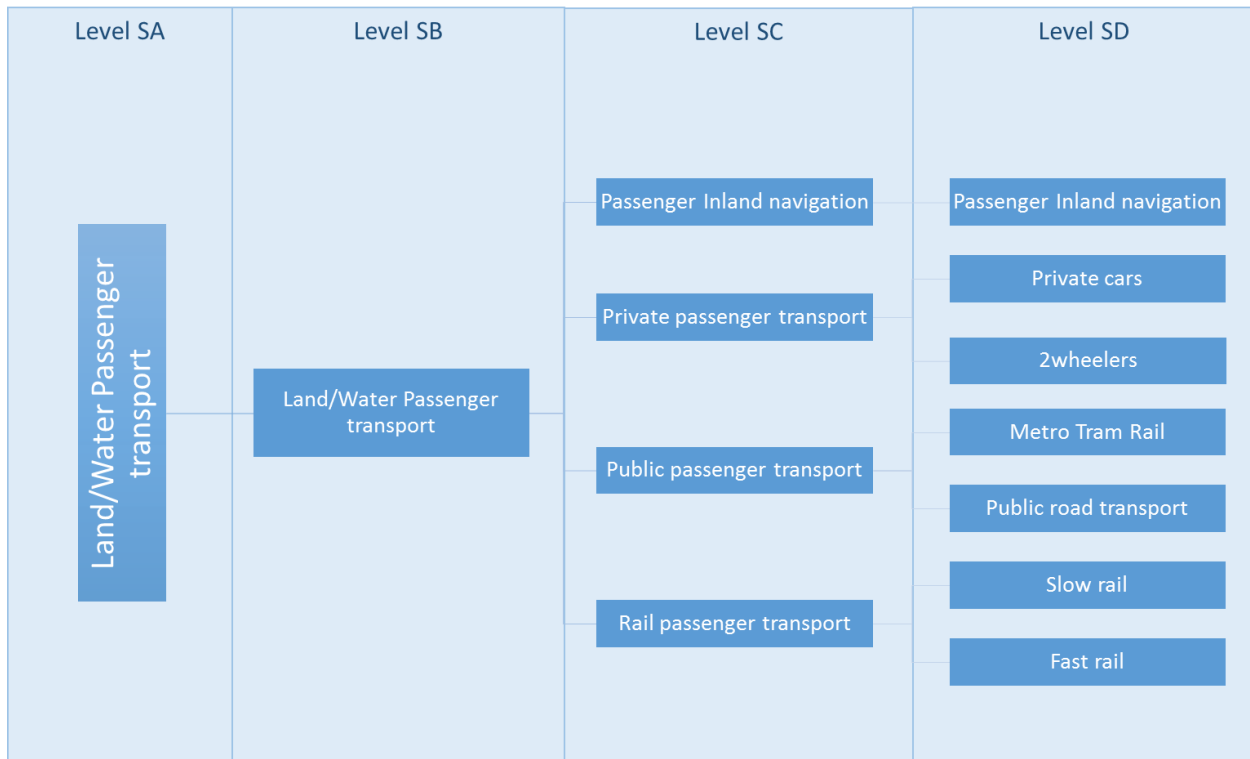 Level SA
Level SB
Level SC
Level SD
Land/Water Passenger
transport
Land/Water Passenger
transport
Passenger Inland navigation
Private passenger transport
Public passenger transport
Rail passenger transport
Passenger Inland navigation
Private cars
2wheelers
Metro Tram Rail
Public road transport
Slow rail
Fast rail